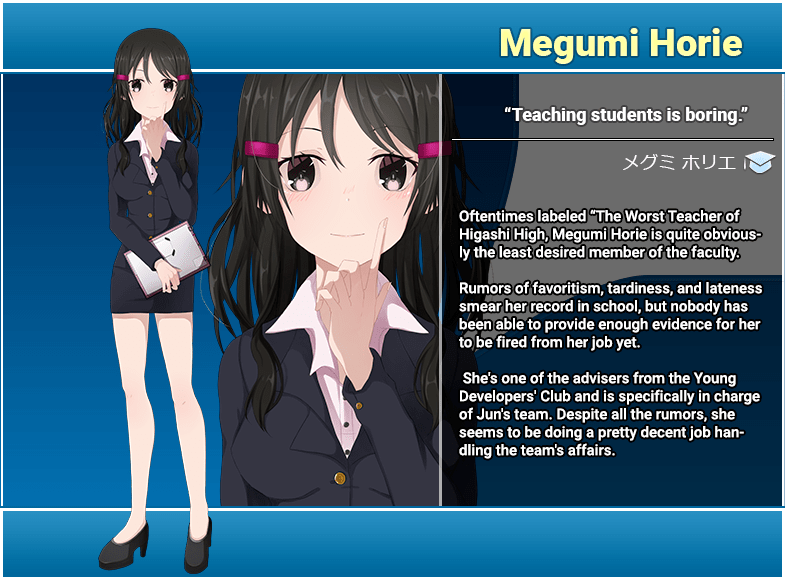 Megumi Horie
“Teaching students is boring.”
メグミ ホリエ
Oftentimes labeled “The Worst Teacher of
Higashi High, Megumi Horie is quite obvious-
ly the least desired member of the faculty.
Rumors of favoritism, tardiness, and lateness
smear her record in school, but nobody has
been able to provide enough evidence for her
to be fired from her job yet.
She's one of the advisers from the Young
Developers' Club and is specifically in charge
of Jun's team. Despite all the rumors, she
seems to be doing a pretty decent job han-
dling the team's affairs.